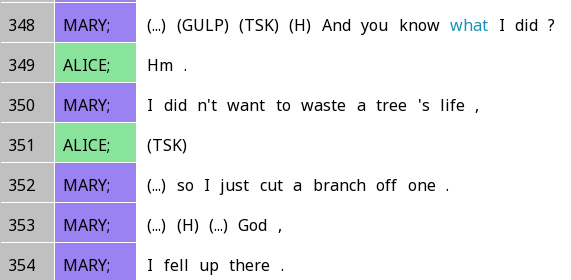 348 MARY; (...) (GULP) (TSK) (H) And you know what I did ?
349 ALICE; Hm .
350 MARY; I did n't want to waste a tree 's life ,
351 ALICE; (TSK)
352 MARY; (...) so I just cut a branch off one .
353 MARY; (...) (H) (...) God ,
354 MARY; I fell up there .